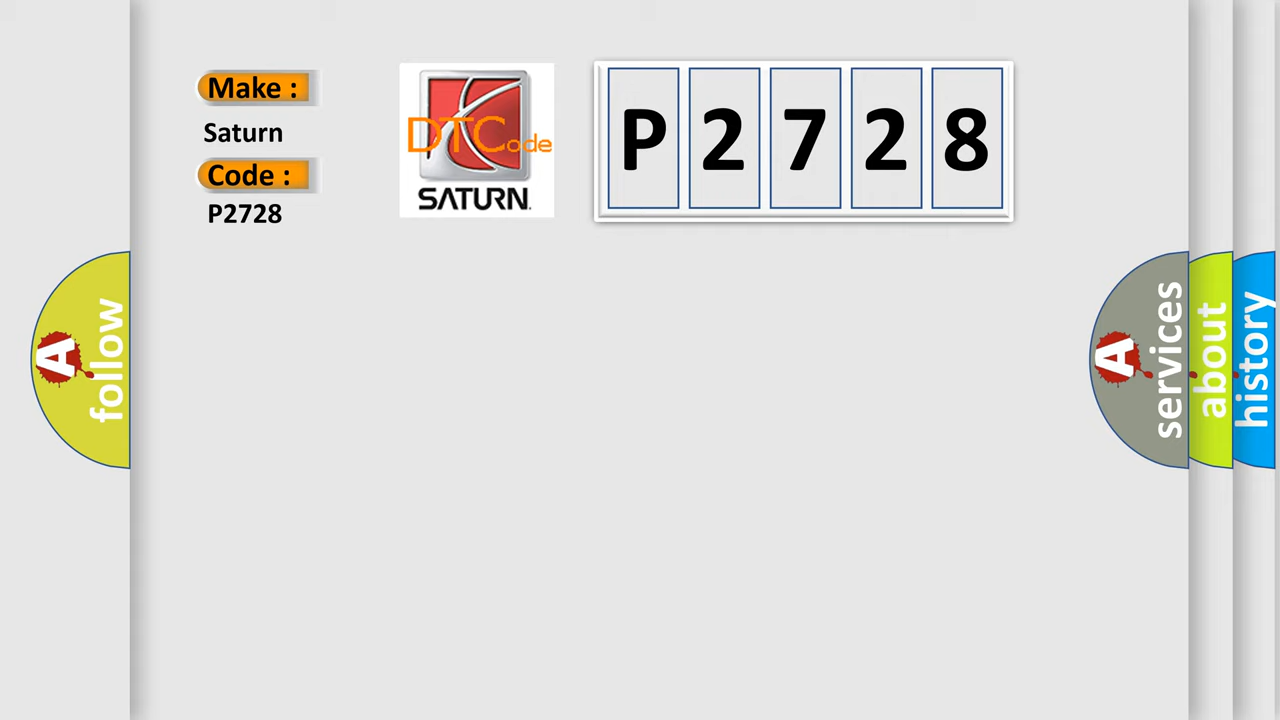 Make :
Saturn
Code :
P2728
DTCode
SATURN
P 2 7 2 8
A follow
A services
about
history